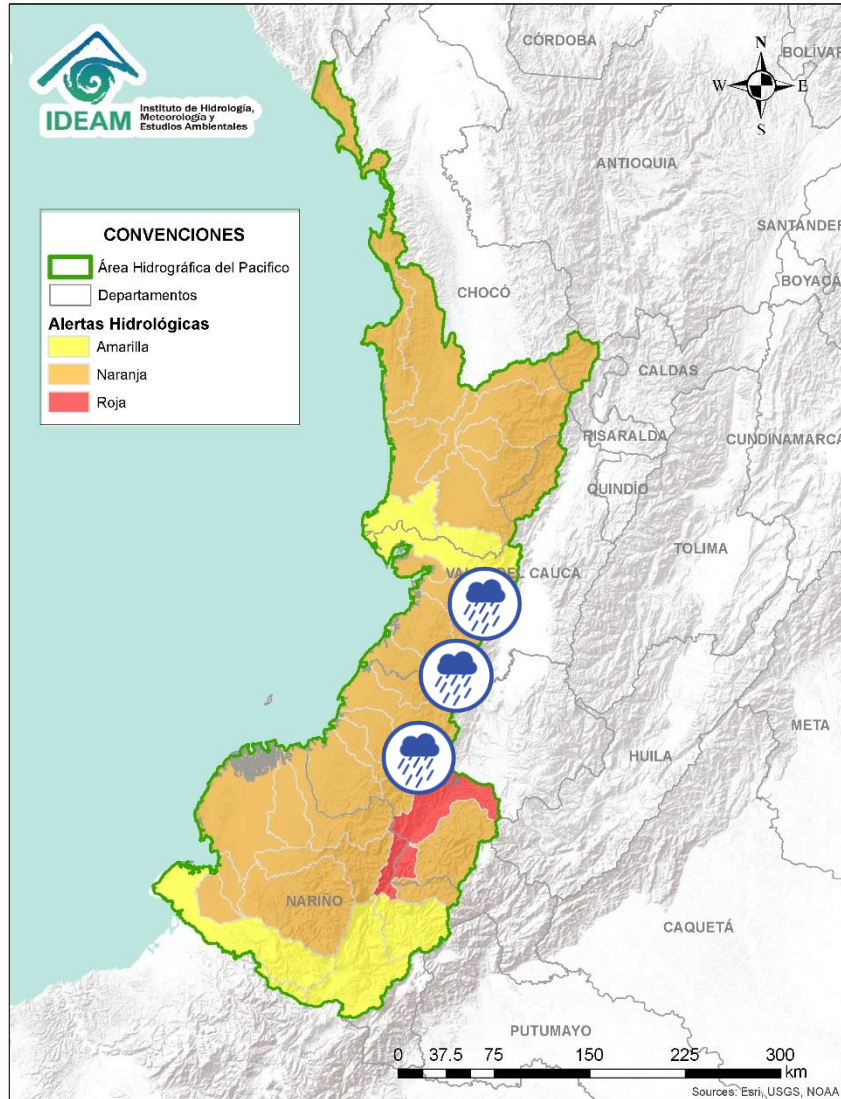 IDEAM
Instituto de Hidrología,
Meteorología y
Estudios Ambientales
CÓRDOBA
BOLÍVAR
N
W
E
S
ANTIOQUIA
SANTANDER
BOYACÁ
CONVENCIONES
Área Hidrográfica del Pacifico
Departamentos
Alertas Hidrológicas
Amarilla
Naranja
Roja
CHOCÓ
CALDAS
RISARALDA
CUNDINAMARCA
QUINDÍO
TOLIMA
VALLE DEL CAUCA
META
HUILA
NARIÑO
CAQUETÁ
PUTUMAYO
0 37.5 75 150 225 300
km
Sources: Esri, USGS, NOAA